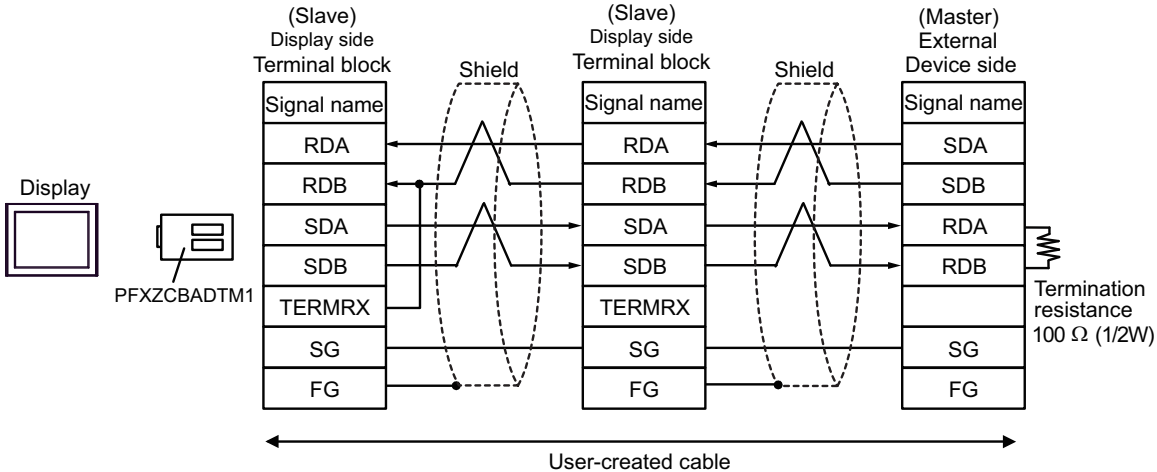 (Slave)
Display side
Terminal block
(Slave)
Display side
Terminal block
(Master)
External
Device side
Shield
Shield
Display
PFXZCBADTM1
Signal name
RDA
RDB
SDA
SDB
TERMRX
SG
FG
Signal name
RDA
RDB
SDA
SDB
TERMRX
SG
FG
Signal name
SDA
SDB
RDA
RDB
SG
FG
Termination
resistance
100 Ω (1/2W)
User-created cable